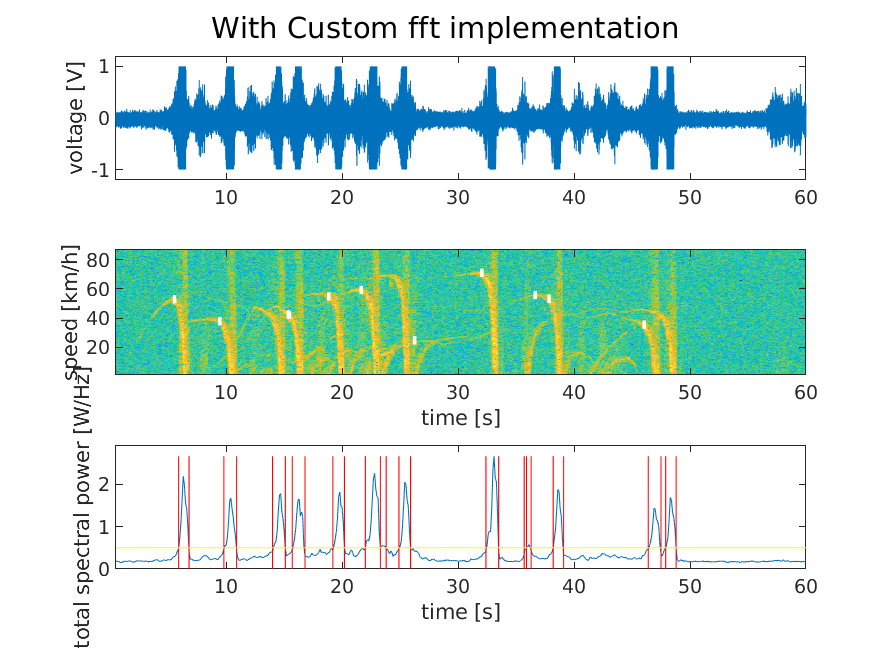 With Custom fft implementation
voltage [V]
1
0
-1
10 20 30 40 50 60
speed [km/h]
80
60
40
20
10 20 30 40 50 60
time [s]
total spectral power [W/Hz]
2
1
0
10 20 30 40 50 60
time [s]